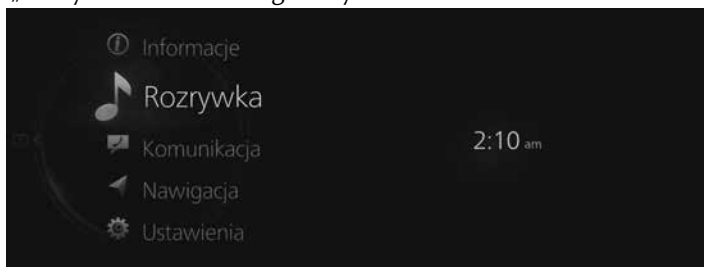 Informacje
Rozrywka
Komunikacja
Nawigacja
Ustawienia
2:10 am